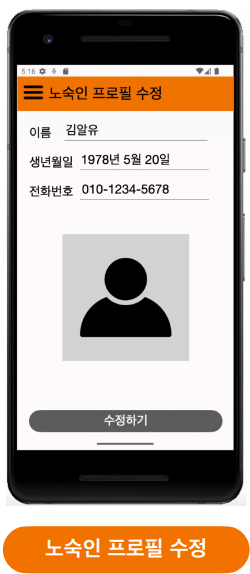 5:16
노숙인 프로필 수정
이름 김알유
생년월일 1978년 5월 20일
전화번호 010-1234-5678
수정하기
노숙인 프로필 수정